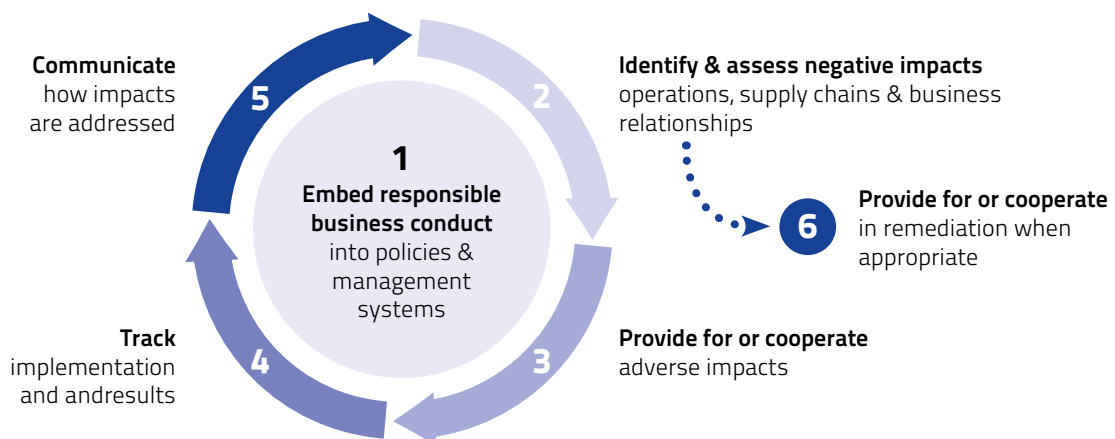 1
Embed responsible
business conduct
into policies &
management
systems
2
Identify & assess negative impacts
operations, supply chains & business
relationships
3
Provide for or cooperate
adverse impacts
4
Track
implementation
and andresults
5
Communicate
how impacts
are addressed
6
Provide for or cooperate
in remediation when
appropriate